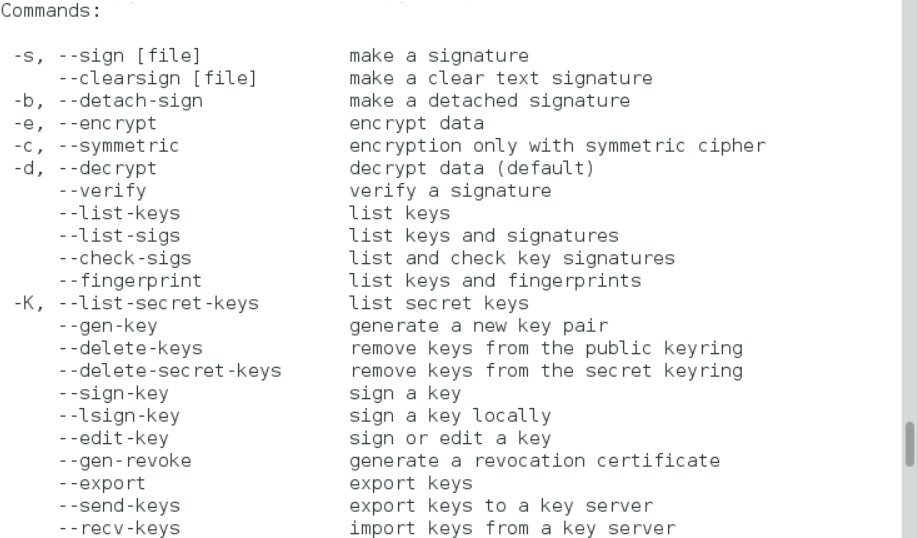 Commands:
-s, --sign [file] make a signature
--clearsign [file] make a clear text signature
-b, --detach-sign make a detached signature
-e, --encrypt encrypt data
-c, --symmetric encryption only with symmetric cipher
-d, --decrypt decrypt data (default)
--verify verify a signature
--list-keys list keys
--list-sigs list keys and signatures
--check-sigs list and check key signatures
--fingerprint list keys and fingerprints
-K, --list-secret-keys list secret keys
--gen-key generate a new key pair
--delete-keys remove keys from the public keyring
--delete-secret-keys remove keys from the secret keyring
--sign-key sign a key
--lsign-key sign a key locally
--edit-key sign or edit a key
--gen-revoke generate a revocation certificate
--export export keys
--send-keys export keys to a key server
--recv-keys import keys from a key server